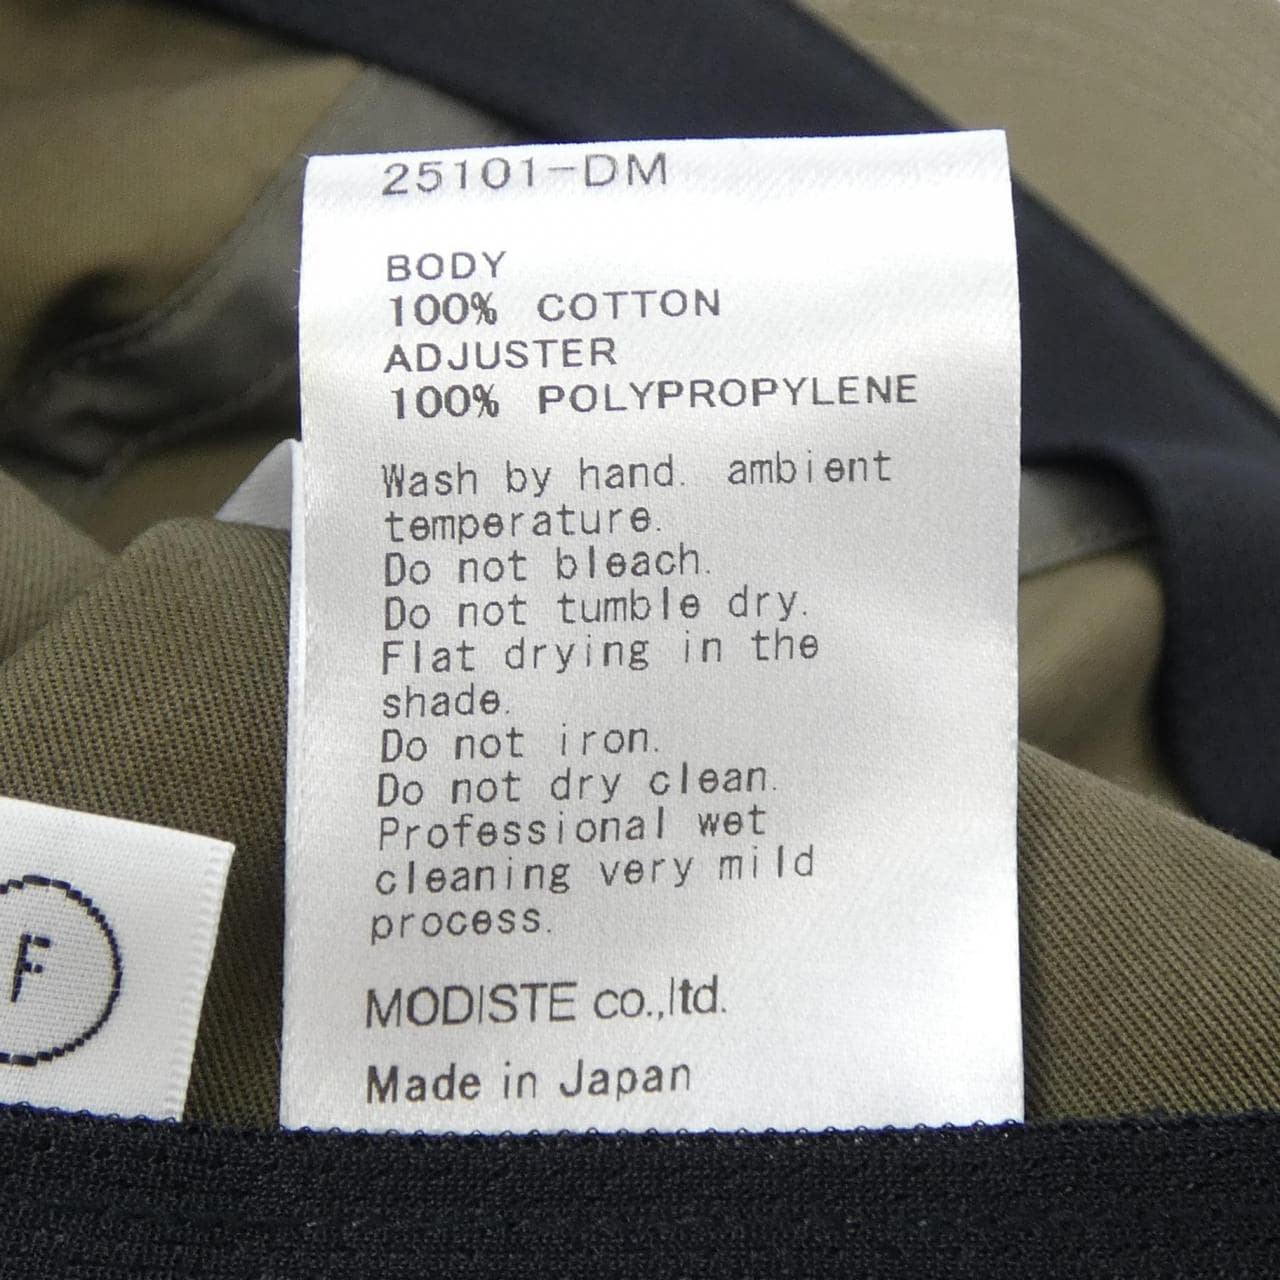 25101-DM
BODY
100% COTTON
ADJUSTER
100% POLYPROPYLENE
Wash by hand. ambient
temperature.
Do not bleach.
Do not tumble dry.
Flat drying in the
shade.
Do not iron.
Do not dry clean.
Professional wet
cleaning very mild
process.
MODISTE co.,ltd.
Made in Japan
F